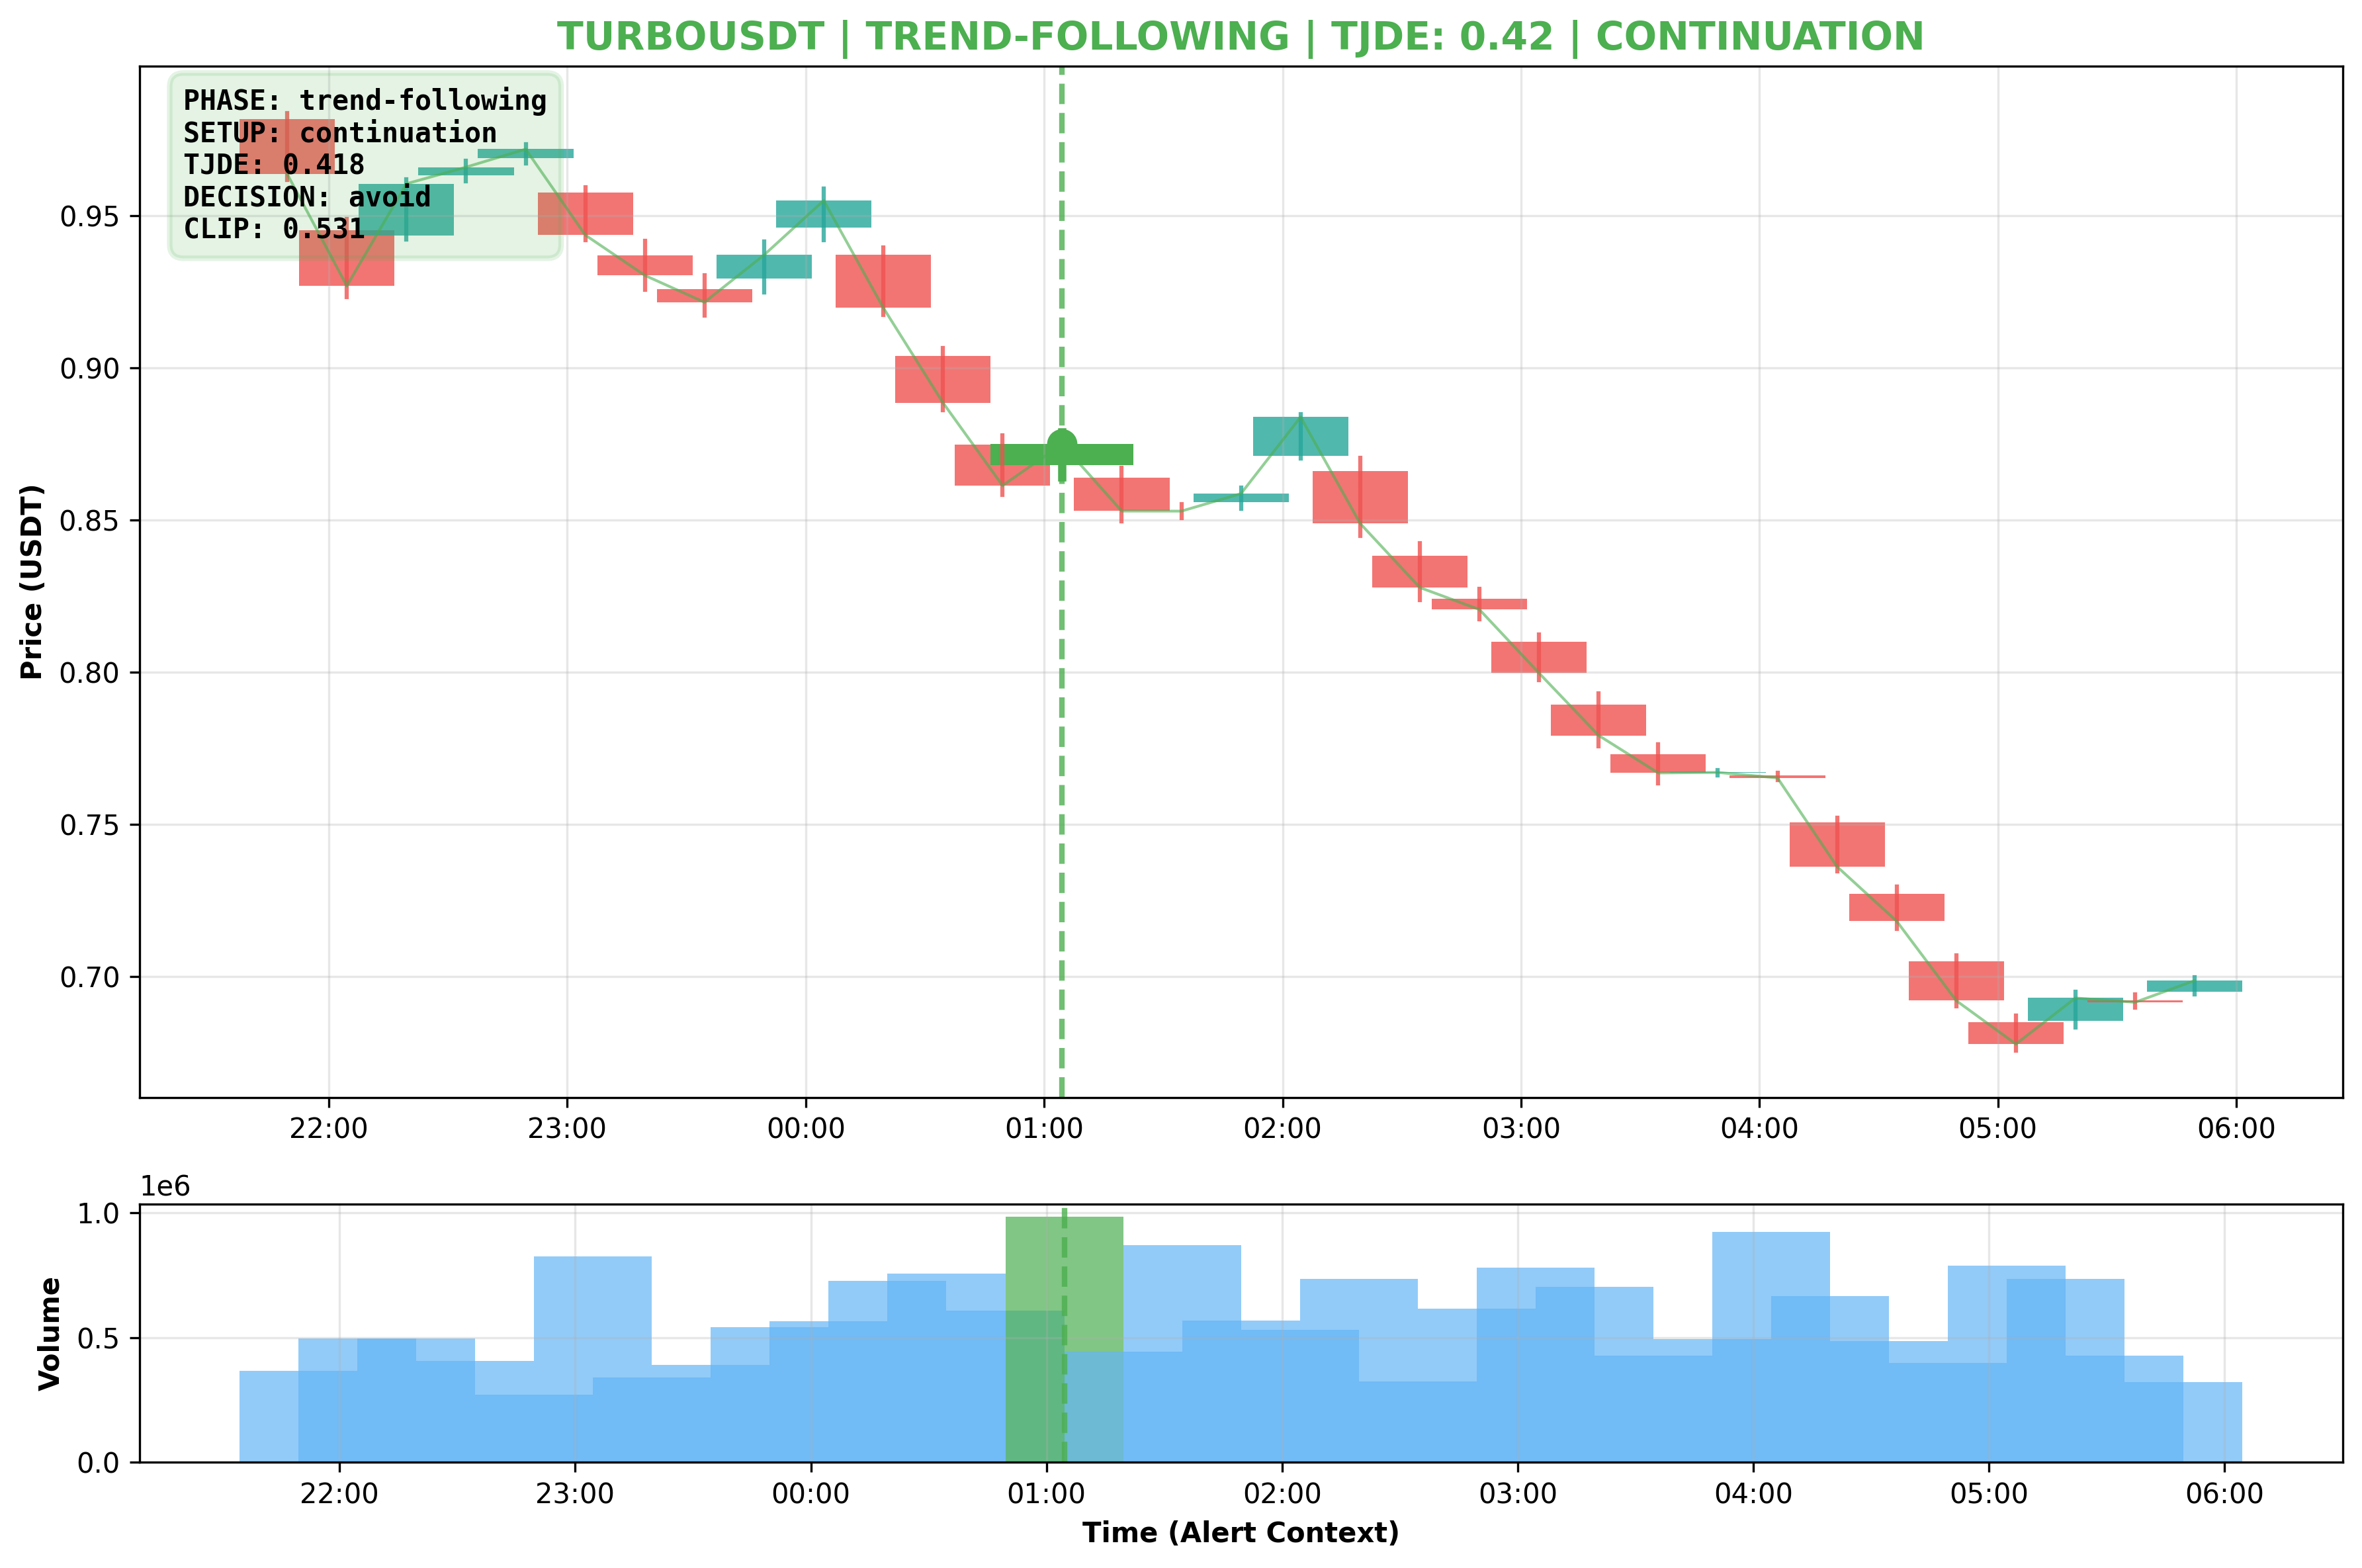 TURBOUSDT | TREND-FOLLOWING | TJDE: 0.42 | CONTINUATION
PHASE: trend-following
SETUP: continuation
TJDE: 0.418
DECISION: avoid
CLIP: 0.531
Price (USDT)
0.95
0.90
0.85
0.80
0.75
0.70
22:00 23:00 00:00 01:00 02:00 03:00 04:00 05:00 06:00
1e6
Volume
1.0
0.5
0.0
22:00 23:00 00:00 01:00 02:00 03:00 04:00 05:00 06:00
Time (Alert Context)